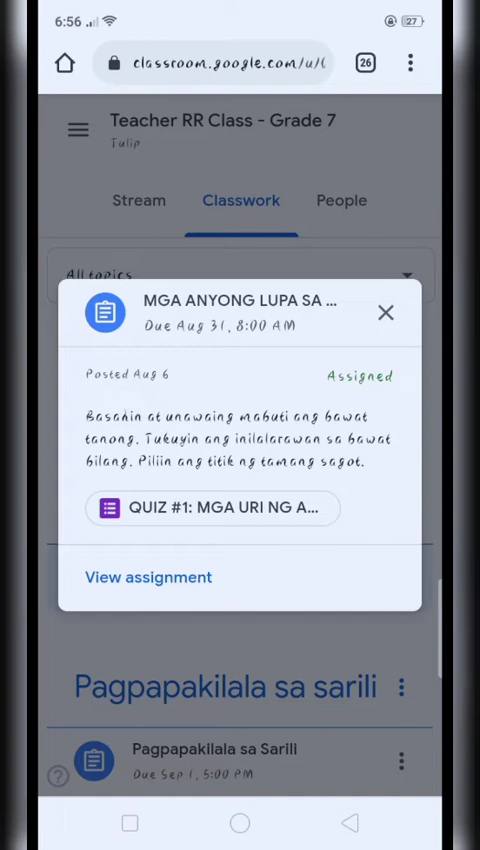 6:56
27
classroom.google.com/u/(
26
Teacher RR Class - Grade 7
Tulip
Stream Classwork People
All topics
MGA ANYONG LUPA SA ...
Due Aug 31, 8:00 AM
Posted Aug 6
Assigned
Basahin at unawaing mabuti ang bawat
tanong. Tukuyin ang inilalarawan sa bawat
bilang. Piliin ang titik ng tamang sagot.
QUIZ #1: MGA URI NG A...
View assignment
Pagpapakilala sa sarili
Pagpapakilala sa Sarili
Due Sep 1, 5:00 PM